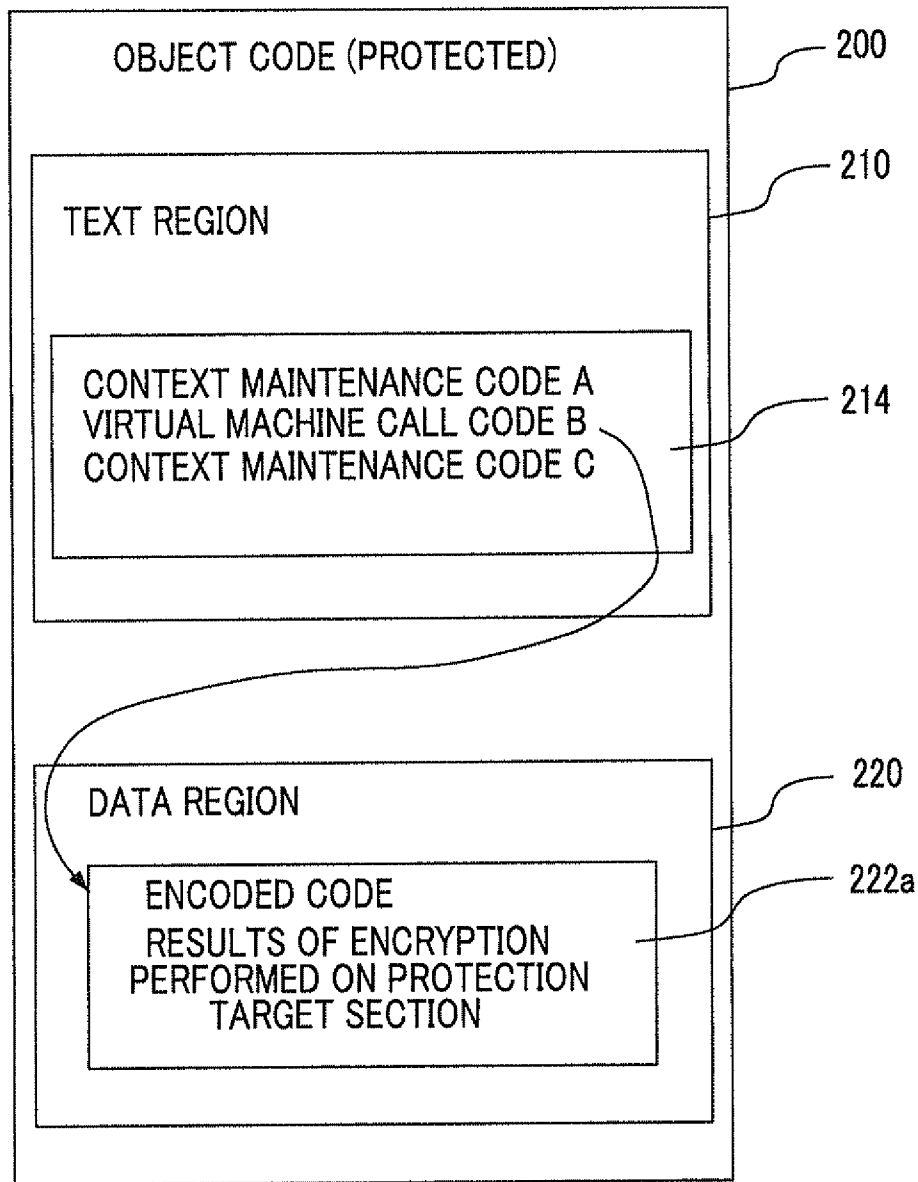 OBJECT CODE (PROTECTED)
200
210
TEXT REGION
CONTEXT MAINTENANCE CODE A
VIRTUAL MACHINE CALL CODE B
214
CONTEXT MAINTENANCE CODE C
220
DATA REGION
222a
ENCODED CODE
RESULTS OF ENCRYPTION
PERFORMED ON PROTECTION
TARGET SECTION